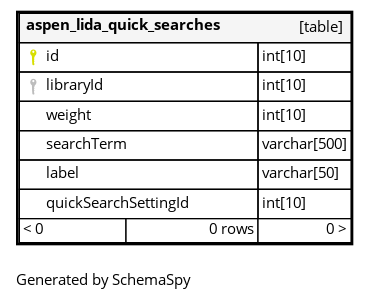 aspen_lida_quick_searches [table]
id int[10]
libraryId int[10]
weight int[10]
searchTerm varchar[500]
label varchar[50]
quickSearchSettingId int[10]
< 0 0 rows 0 >
Generated by SchemaSpy